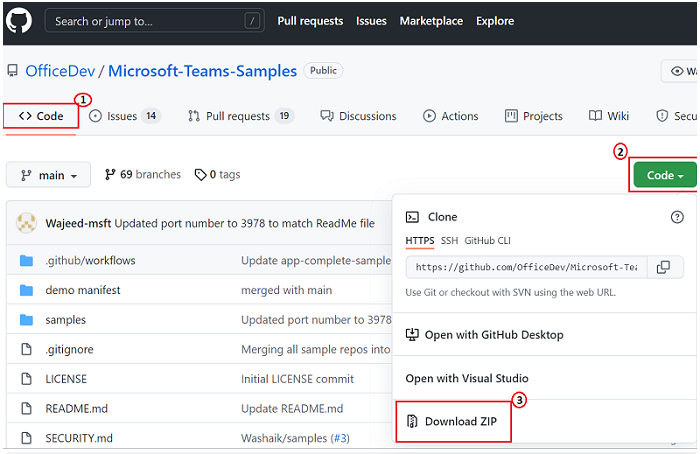 Search or jump to... / Pull requests Issues Marketplace Explore
OfficeDev / Microsoft-Teams-Samples Public Wa
1
Code Issues 14 Pull requests 19 Discussions Actions Projects Wiki Secu
2
main 69 branches 0 tags Code
Wajeed-msft Updated port number to 3978 to match ReadMe file
.github/workflows Update app-complete-sample
demo manifest merged with main
samples Updated port number to 3978
.gitignore Merging all sample repos into
LICENSE Initial LICENSE commit
README.md Update README.md
SECURITY.md Washaik/samples (#3)
Clone ?
HTTPS SSH GitHub CLI
https://github.com/OfficeDev/Microsoft-Tea
Use Git or checkout with SVN using the web URL.
Open with GitHub Desktop
Open with Visual Studio
3
Download ZIP